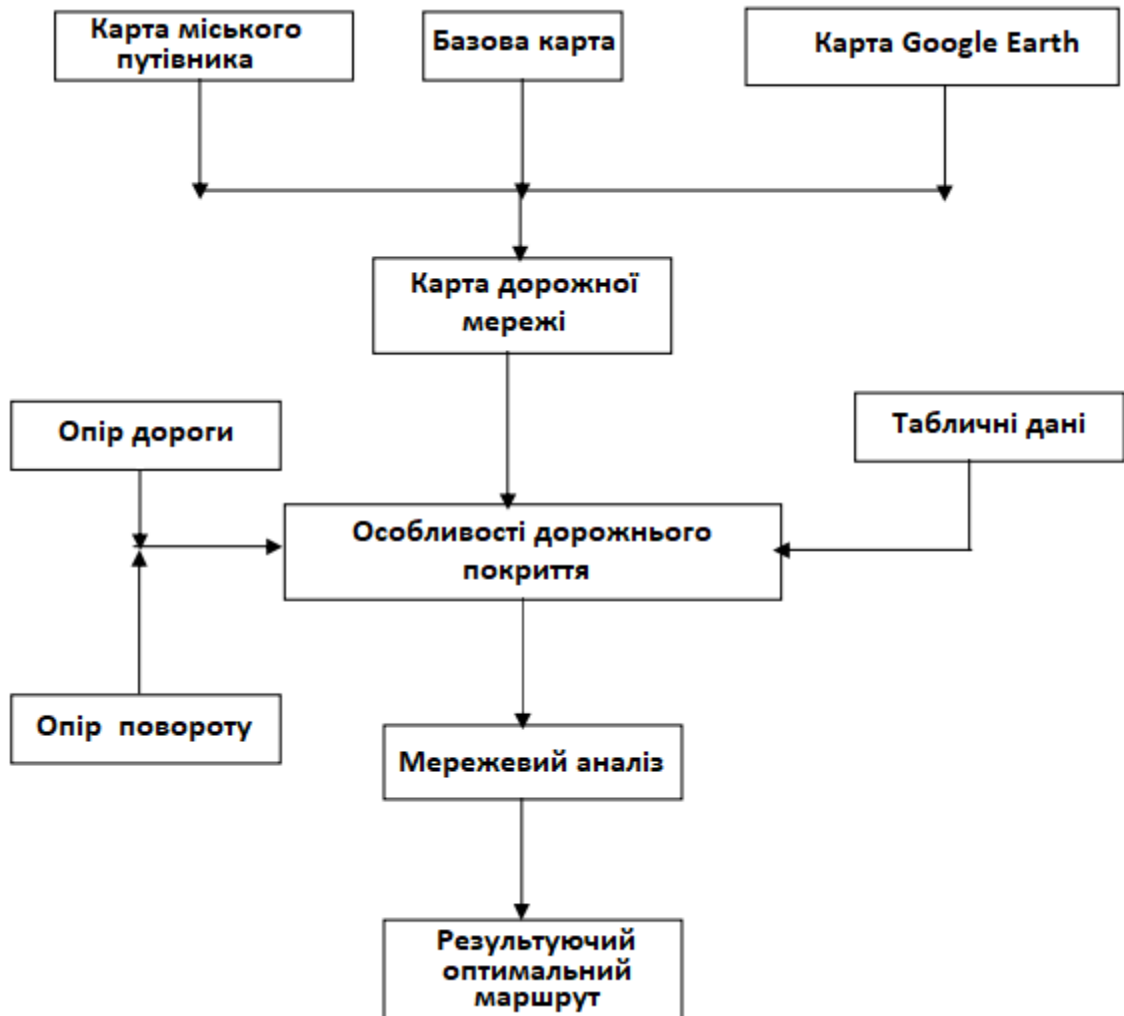 Карта міського
путівника
Базова карта
Карта Google Earth
Карта дорожної
мережі
Опір дороги
Табличні дані
Особливості дорожнього
покриття
Опір повороту
Мережевий аналіз
Результуючий
оптимальний
маршрут